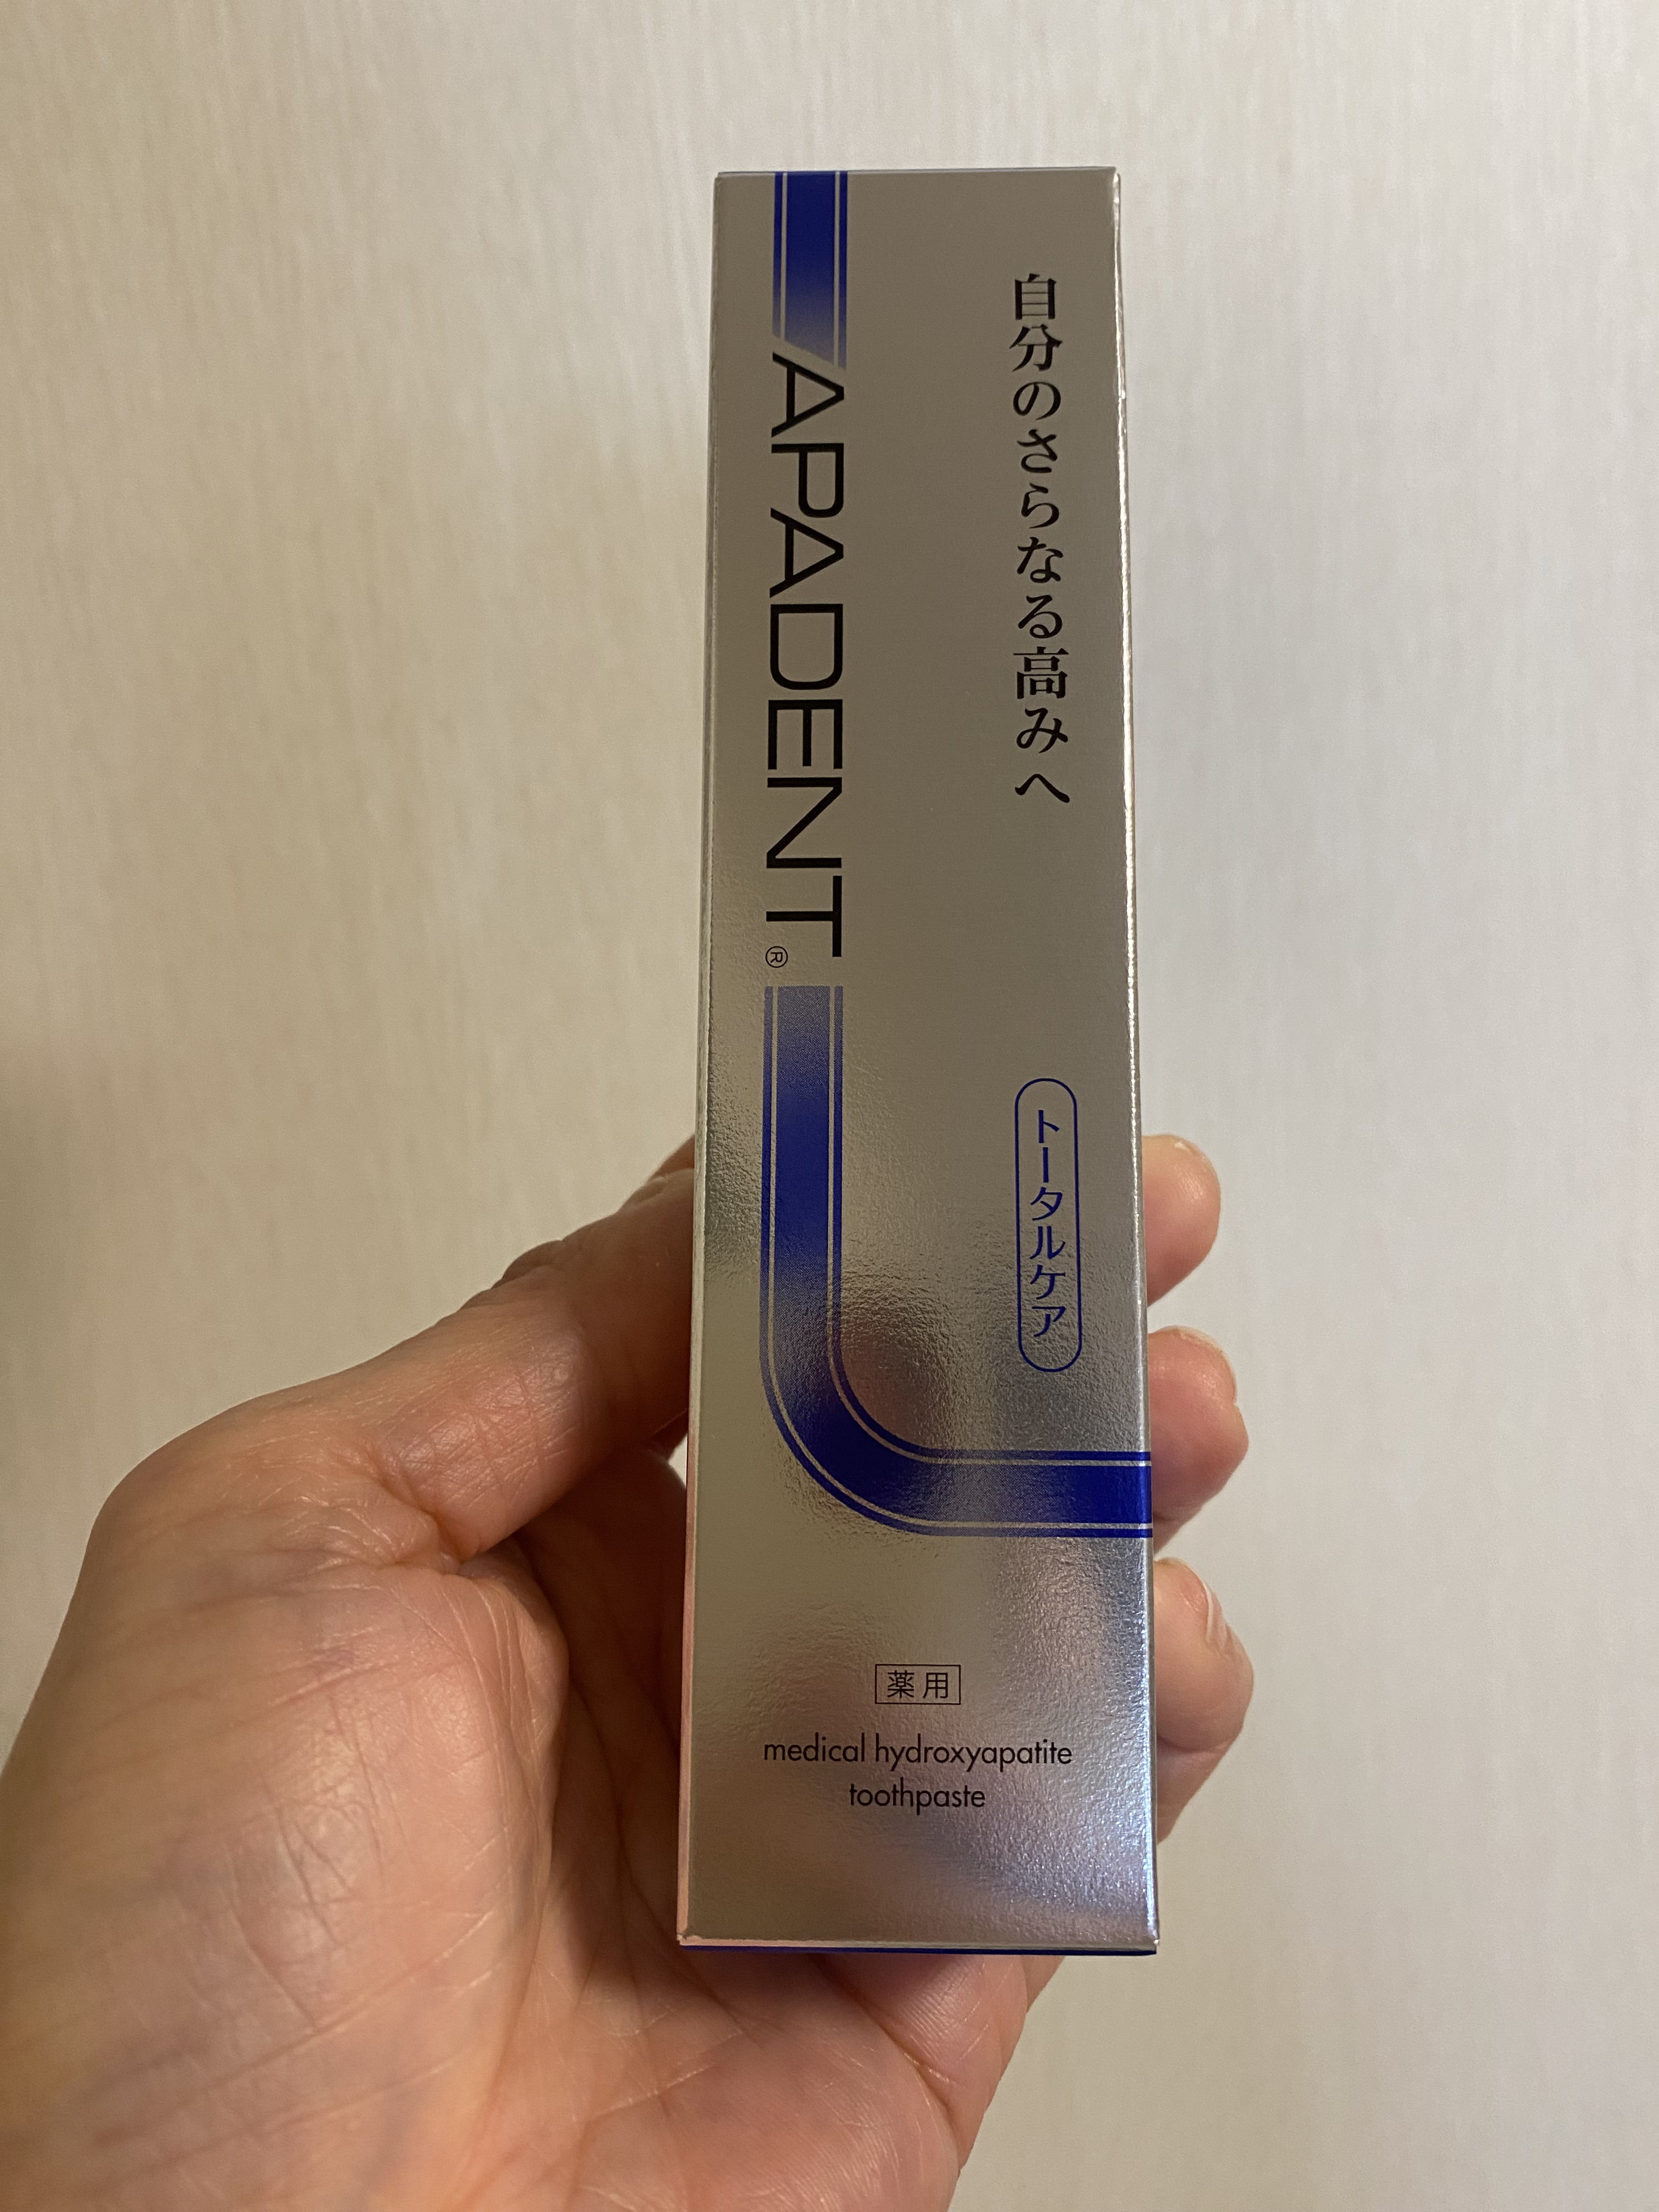 自分のさらなる高みへ
APADENT®
トータルケア
薬用
medical hydroxyapatite
toothpaste